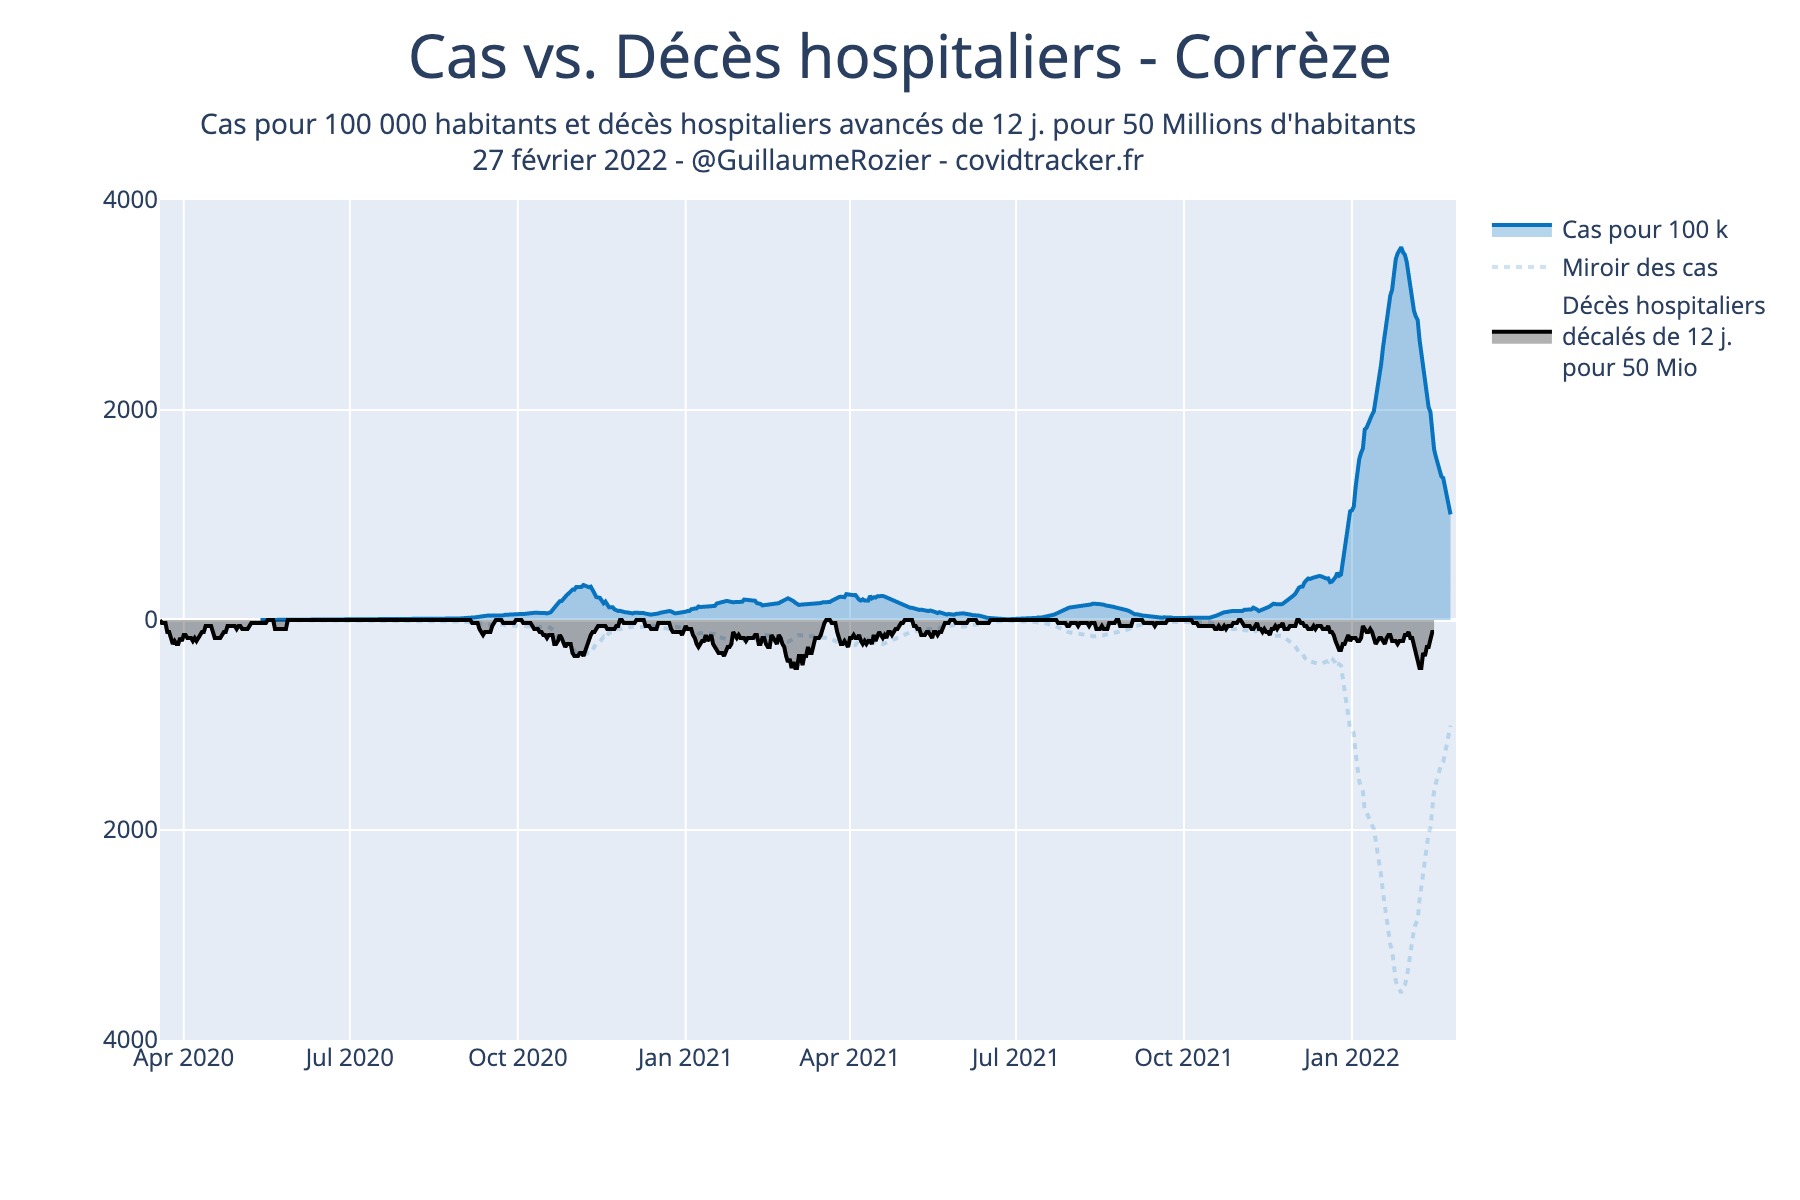 Cas vs. Décès hospitaliers - Corrèze
Cas pour 100 000 habitants et décès hospitaliers avancés de 12 j. pour 50 Millions d'habitants
27 février 2022 - @GuillaumeRozier - covidtracker.fr
4000
2000
0
2000
4000
Apr 2020
Jul 2020
Oct 2020
Jan 2021
Apr 2021
Jul 2021
Oct 2021
Jan 2022
Cas pour 100 k
Miroir des cas
Décès hospitaliers
décalés de 12 j.
pour 50 Mio